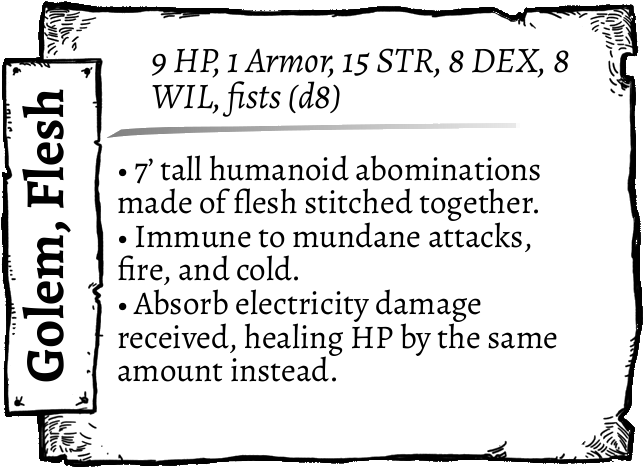 Golem, Flesh
9 HP, 1 Armor, 15 STR, 8 DEX, 8
WIL, fists (d8)
• 7’ tall humanoid abominations
made of flesh stitched together.
• Immune to mundane attacks,
fire, and cold.
• Absorb electricity damage
received, healing HP by the same
amount instead.